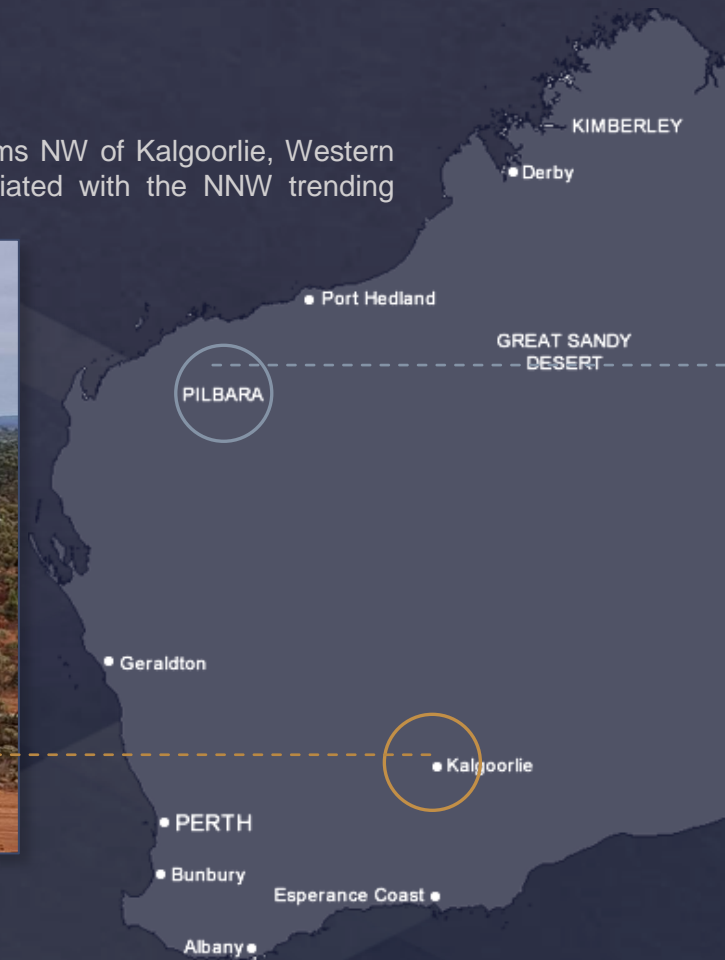 ms NW of Kalgoorlie, Western
iated with the NNW trending
KIMBERLEY
Derby
Port Hedland
GREAT SANDY
DESERT
PILBARA
Geraldton
Kalgoorlie
PERTH
Bunbury
Esperance Coast
Albany